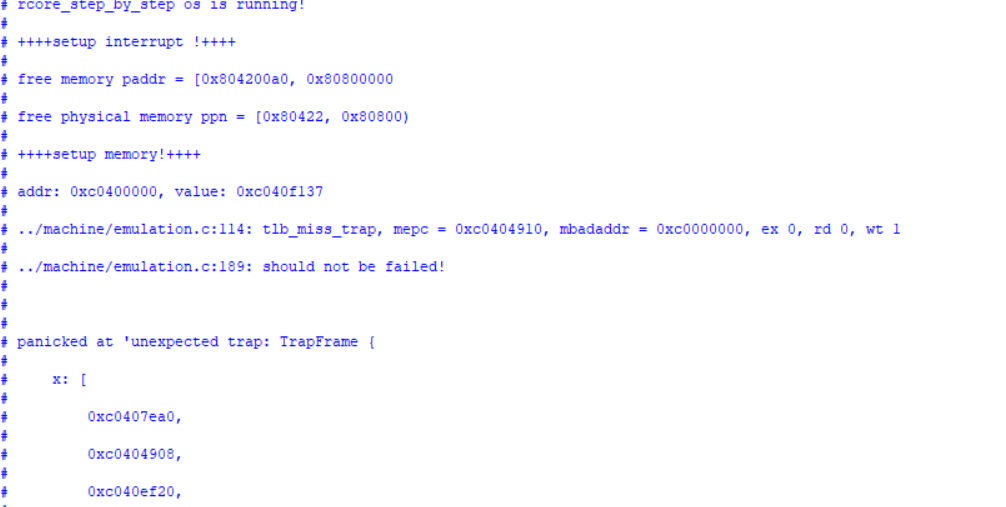 # rcore_step_by_step os is running!
#
# ++++setup interrupt !++++
#
# free memory paddr = [0x804200a0, 0x80800000
#
# free physical memory ppn = [0x80422, 0x80800)
#
# ++++setup memory!++++
#
# addr: 0xc0400000, value: 0xc040f137
#
# ../machine/emulation.c:114: tlb_miss_trap, mepc = 0xc0404910, mbadaddr = 0xc0000000, ex 0, rd 0, wt 1
#
# ../machine/emulation.c:189: should not be failed!
#
#
#
# panicked at 'unexpected trap: TrapFrame {
#
#     x: [
#
#         0xc0407ea0,
#
#         0xc0404908,
#
#         0xc040ef20,